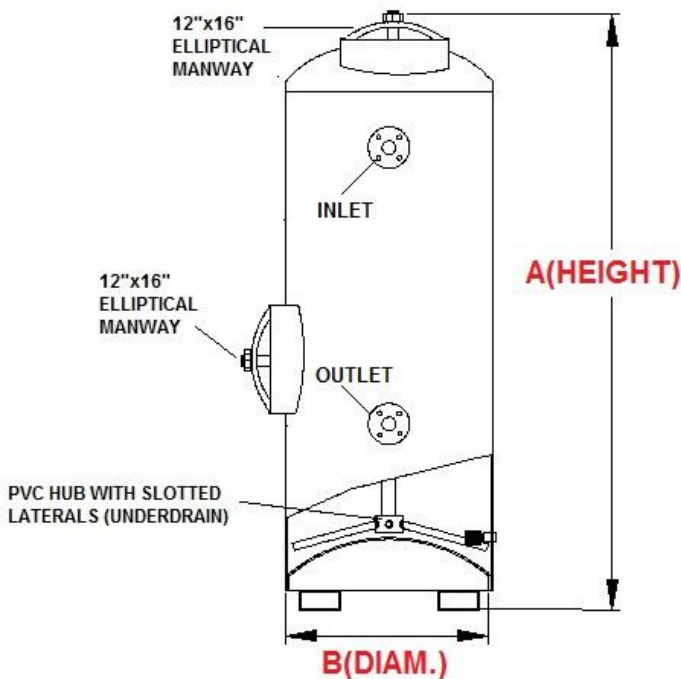 12"x16"
ELLIPTICAL
MANWAY
INLET
A(HEIGHT)
12"x16"
ELLIPTICAL
MANWAY
OUTLET
PVC HUB WITH SLOTTED
LATERALS (UNDERDRAIN)
B(DIAM.)